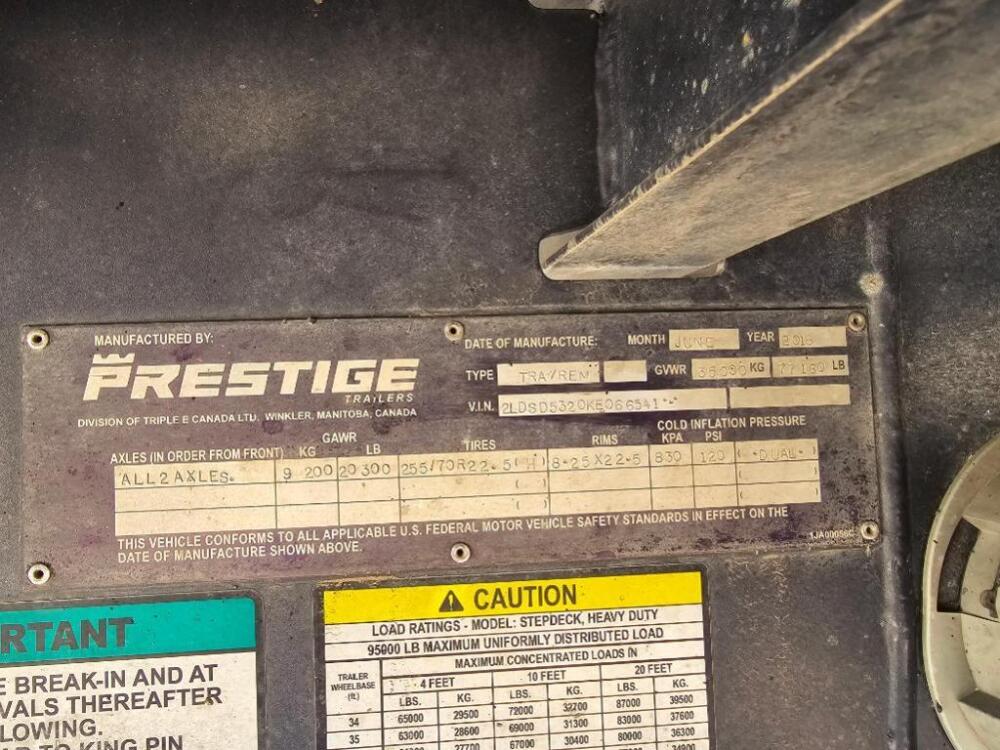 MANUFACTURED BY:
PRESTIGE
TRAILERS
DIVISION OF TRIPLE E CANADA LTD. WINKLER, MANITOBA, CANADA
DATE OF MANUFACTURE: MONTH JUNE YEAR 2018
TYPE TRA/REM GVWR KG LB
V.I.N. 2LDSD5320KE066541
GAWR
AXLES (IN ORDER FROM FRONT) KG LB TIRES RIMS
COLD INFLATION PRESSURE
KPA PSI
ALL 2 AXLES. 9 200 20 300 255/70R22.5 (H) 8.25X22.5 830 120 (-DUAL-)
THIS VEHICLE CONFORMS TO ALL APPLICABLE U.S. FEDERAL MOTOR VEHICLE SAFETY STANDARDS IN EFFECT ON THE
DATE OF MANUFACTURE SHOWN ABOVE.
1JA00056C
RTANT
E BREAK-IN AND AT
VALS THEREAFTER
LOWING.
KING PIN
CAUTION
LOAD RATINGS - MODEL: STEPDECK, HEAVY DUTY
95000 LB MAXIMUM UNIFORMLY DISTRIBUTED LOAD
TRAILER
WHEELBASE
(ft.)
MAXIMUM CONCENTRATED LOADS IN
4 FEET 10 FEET 20 FEET
LBS. KG. LBS. KG. LBS. KG.
34 65000 29500 72000 32700 87000 39500
35 63000 28600 69000 31300 83000 37600
27700 67000 30400 80000 36300